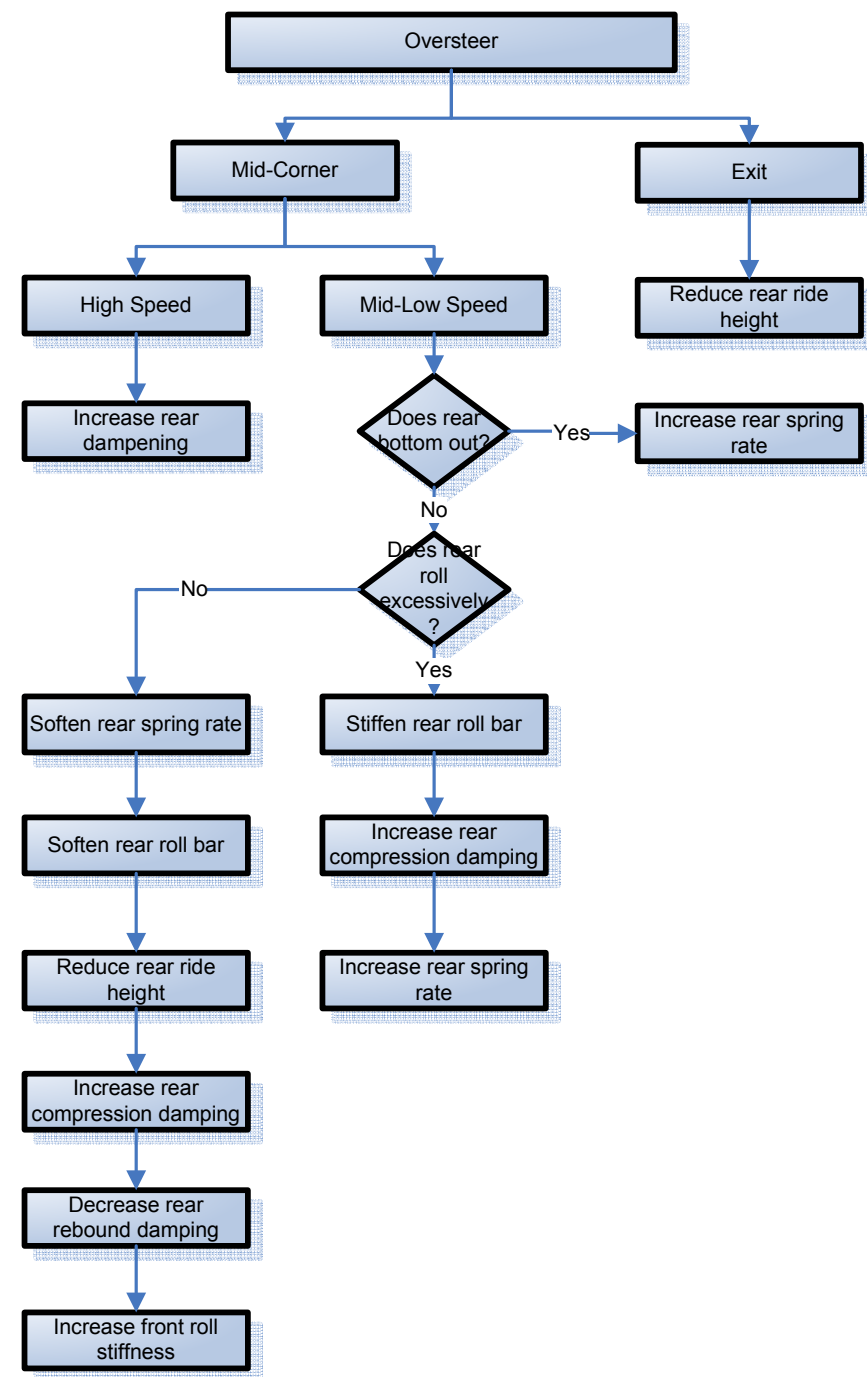 Oversteer
Mid-Corner
Exit
High Speed
Mid-Low Speed
Reduce rear ride
height
Increase rear
dampening
Does rear
bottom out?
Yes
Increase rear spring
rate
No
Does rear
roll
excessively
?
No
Yes
Soften rear spring rate
Stiffen rear roll bar
Soften rear roll bar
Increase rear
compression damping
Reduce rear ride
height
Increase rear spring
rate
Increase rear
compression damping
Decrease rear
rebound damping
Increase front roll
stiffness